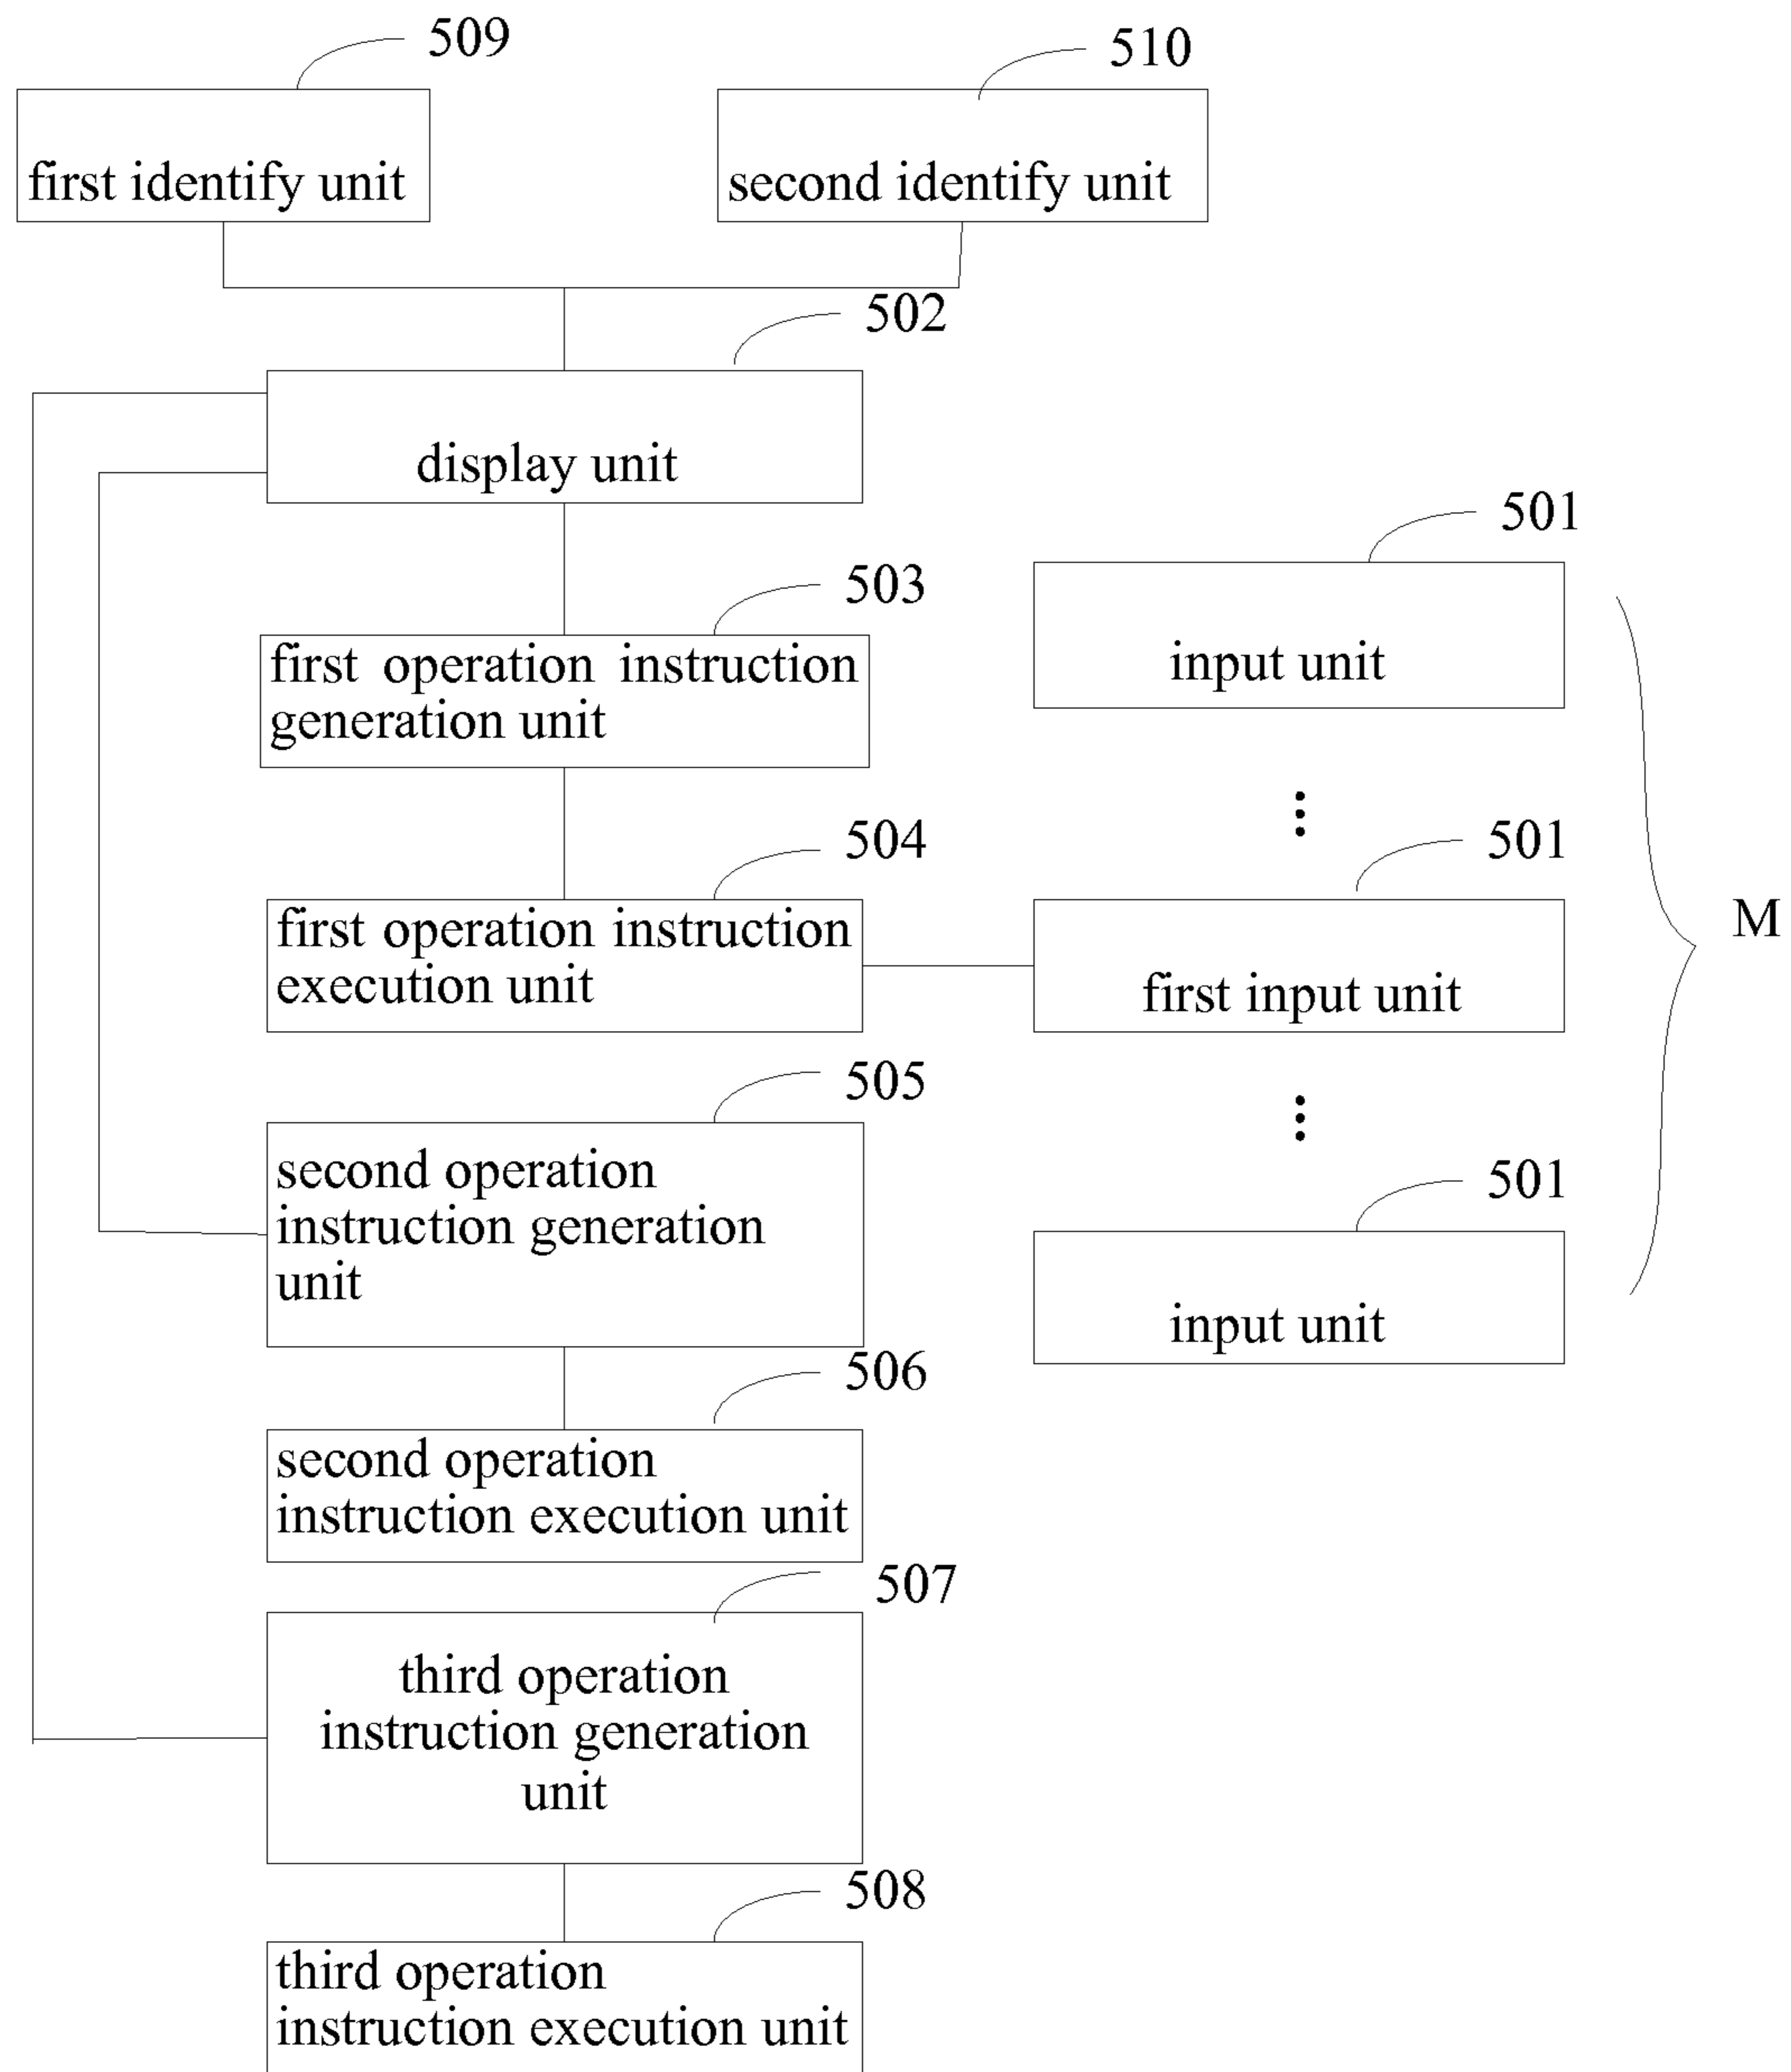 509
510
first identify unit
second identify unit
502
display unit
501
503
input unit
first operation instruction
generation unit
504
501
M
first operation instruction
execution unit
first input unit
505
501
second operation
instruction generation
unit
input unit
506
second operation
instruction execution unit
507
third operation
instruction generation
unit
508
third operation
instruction execution unit